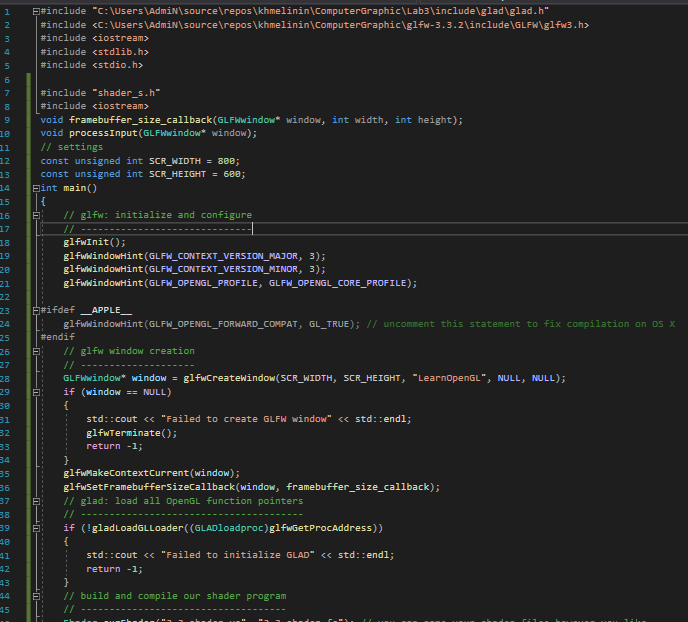 1 #include "C:\Users\AdmiN\source\repos\khmelinin\ComputerGraphic\Lab3\include\glad\glad.h"
2 #include <C:\Users\AdmiN\source\repos\khmelinin\ComputerGraphic\glfw-3.3.2\include\GLFW\glfw3.h>
3 #include <iostream>
4 #include <stdlib.h>
5 #include <stdio.h>
6
7 #include "shader_s.h"
8 #include <iostream>
9 void framebuffer_size_callback(GLFWwindow* window, int width, int height);
10 void processInput(GLFWwindow* window);
11 // settings
12 const unsigned int SCR_WIDTH = 800;
13 const unsigned int SCR_HEIGHT = 600;
14 int main()
15 {
16 // glfw: initialize and configure
17 // ------------------------------
18 glfwInit();
19 glfwWindowHint(GLFW_CONTEXT_VERSION_MAJOR, 3);
20 glfwWindowHint(GLFW_CONTEXT_VERSION_MINOR, 3);
21 glfwWindowHint(GLFW_OPENGL_PROFILE, GLFW_OPENGL_CORE_PROFILE);
22
23 #ifdef __APPLE__
24 glfwWindowHint(GLFW_OPENGL_FORWARD_COMPAT, GL_TRUE); // uncomment this statement to fix compilation on OS X
25 #endif
26 // glfw window creation
27 // --------------------
28 GLFWwindow* window = glfwCreateWindow(SCR_WIDTH, SCR_HEIGHT, "LearnOpenGL", NULL, NULL);
29 if (window == NULL)
30 {
31 std::cout << "Failed to create GLFW window" << std::endl;
32 glfwTerminate();
33 return -1;
34 }
35 glfwMakeContextCurrent(window);
36 glfwSetFramebufferSizeCallback(window, framebuffer_size_callback);
37 // glad: load all OpenGL function pointers
38 // ---------------------------------------
39 if (!gladLoadGLLoader((GLADloadproc)glfwGetProcAddress))
40 {
41 std::cout << "Failed to initialize GLAD" << std::endl;
42 return -1;
43 }
44 // build and compile our shader program
45 // ------------------------------------